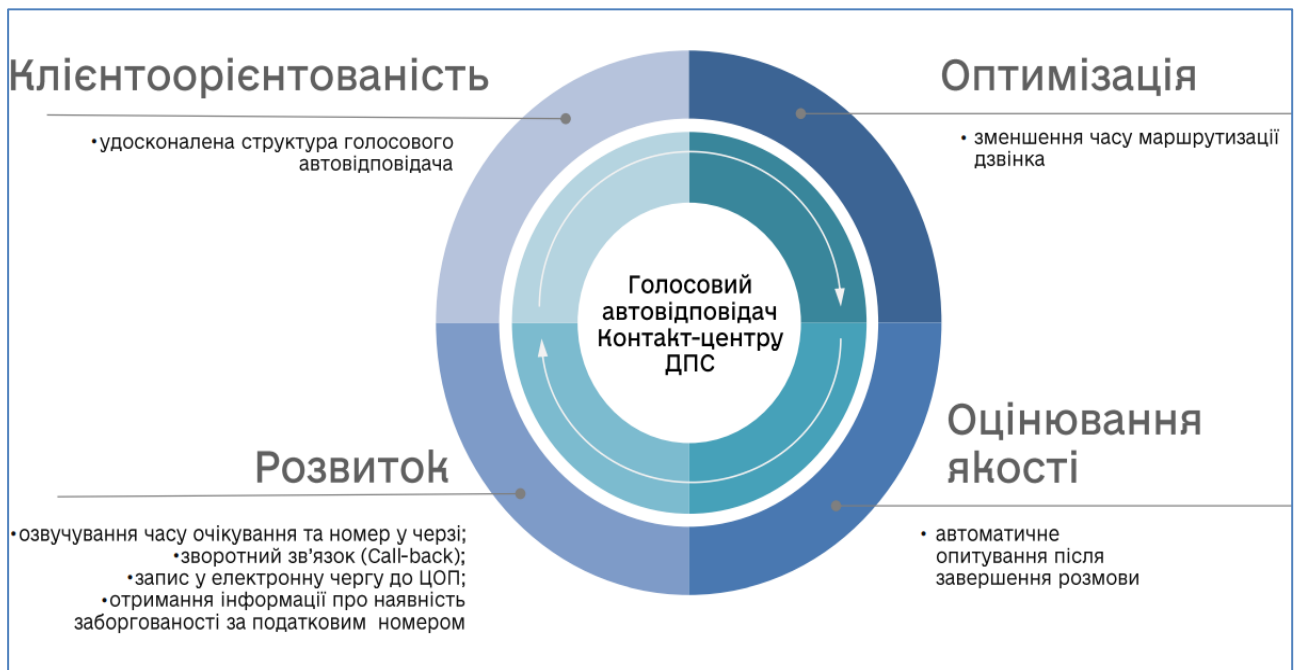 Клієнтоорієнтованість
•удосконалена структура голосового
автовідповідача
Оптимізація
• зменшення часу маршрутизації
дзвінка
Голосовий
автовідповідач
Контакт-центру
ДПС
Розвиток
•озвучування часу очікування та номер у черзі;
•зворотний зв’язок (Call-back);
•запис у електронну чергу до ЦОП;
•отримання інформації про наявність
заборгованості за податковим номером
Оцінювання
якості
• автоматичне
опитування після
завершення розмови